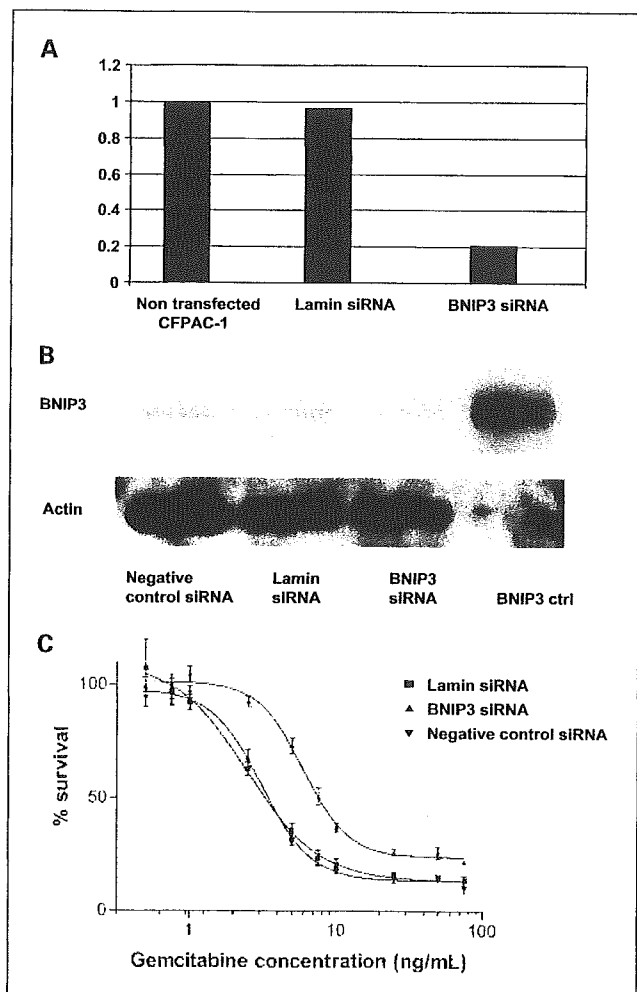 A
1.2
1
0.8
0.6
0.4
0.2
0
Non transfected Lamin siRNA BNIP3 siRNA
CFPAC-1
B
BNIP3
Actin
Negative Lamin BNIP3 BNIP3 ctrl
control siRNA siRNA siRNA
C
% survival
100
50
0
Lamin siRNA
BNIP3 siRNA
Negative control siRNA
1 10 100
Gemcitabine concentration (ng/mL)